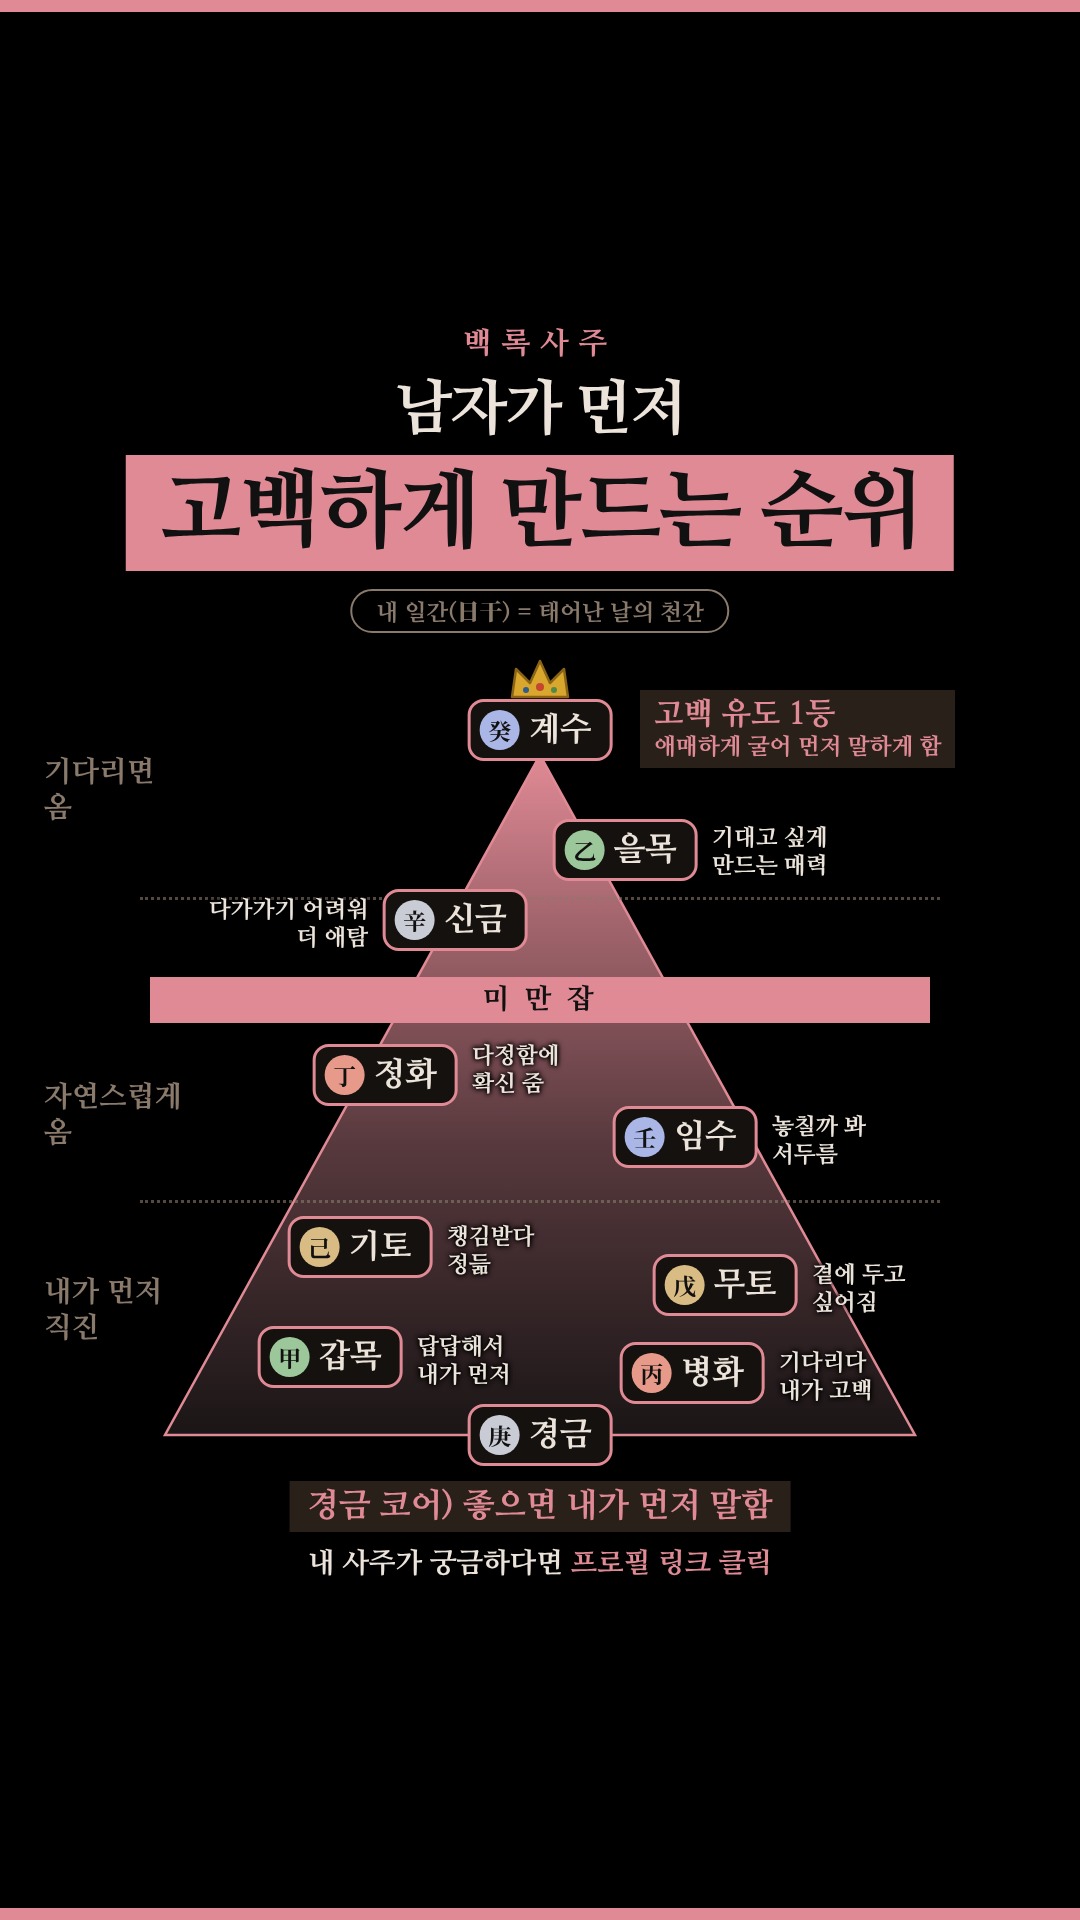 백록사주
남자가 먼저
고백하게 만드는 순위
내 일간(日干) = 태어난 날의 천간
癸 계수
고백 유도 1등
애매하게 굴어 먼저 말하게 함
기다리면
옴
乙 을목
기대고 싶게
만드는 매력
다가가기 어려워
더 애탐
辛 신금
미만잡
丁 정화
다정함에
확신 줌
자연스럽게
옴
壬 임수
놓칠까 봐
서두름
己 기토
챙김받다
정듦
戊 무토
곁에 두고
싶어짐
내가 먼저
직진
甲 갑목
답답해서
내가 먼저
丙 병화
기다리다
내가 고백
庚 경금
경금 코어) 좋으면 내가 먼저 말함
내 사주가 궁금하다면 프로필 링크 클릭